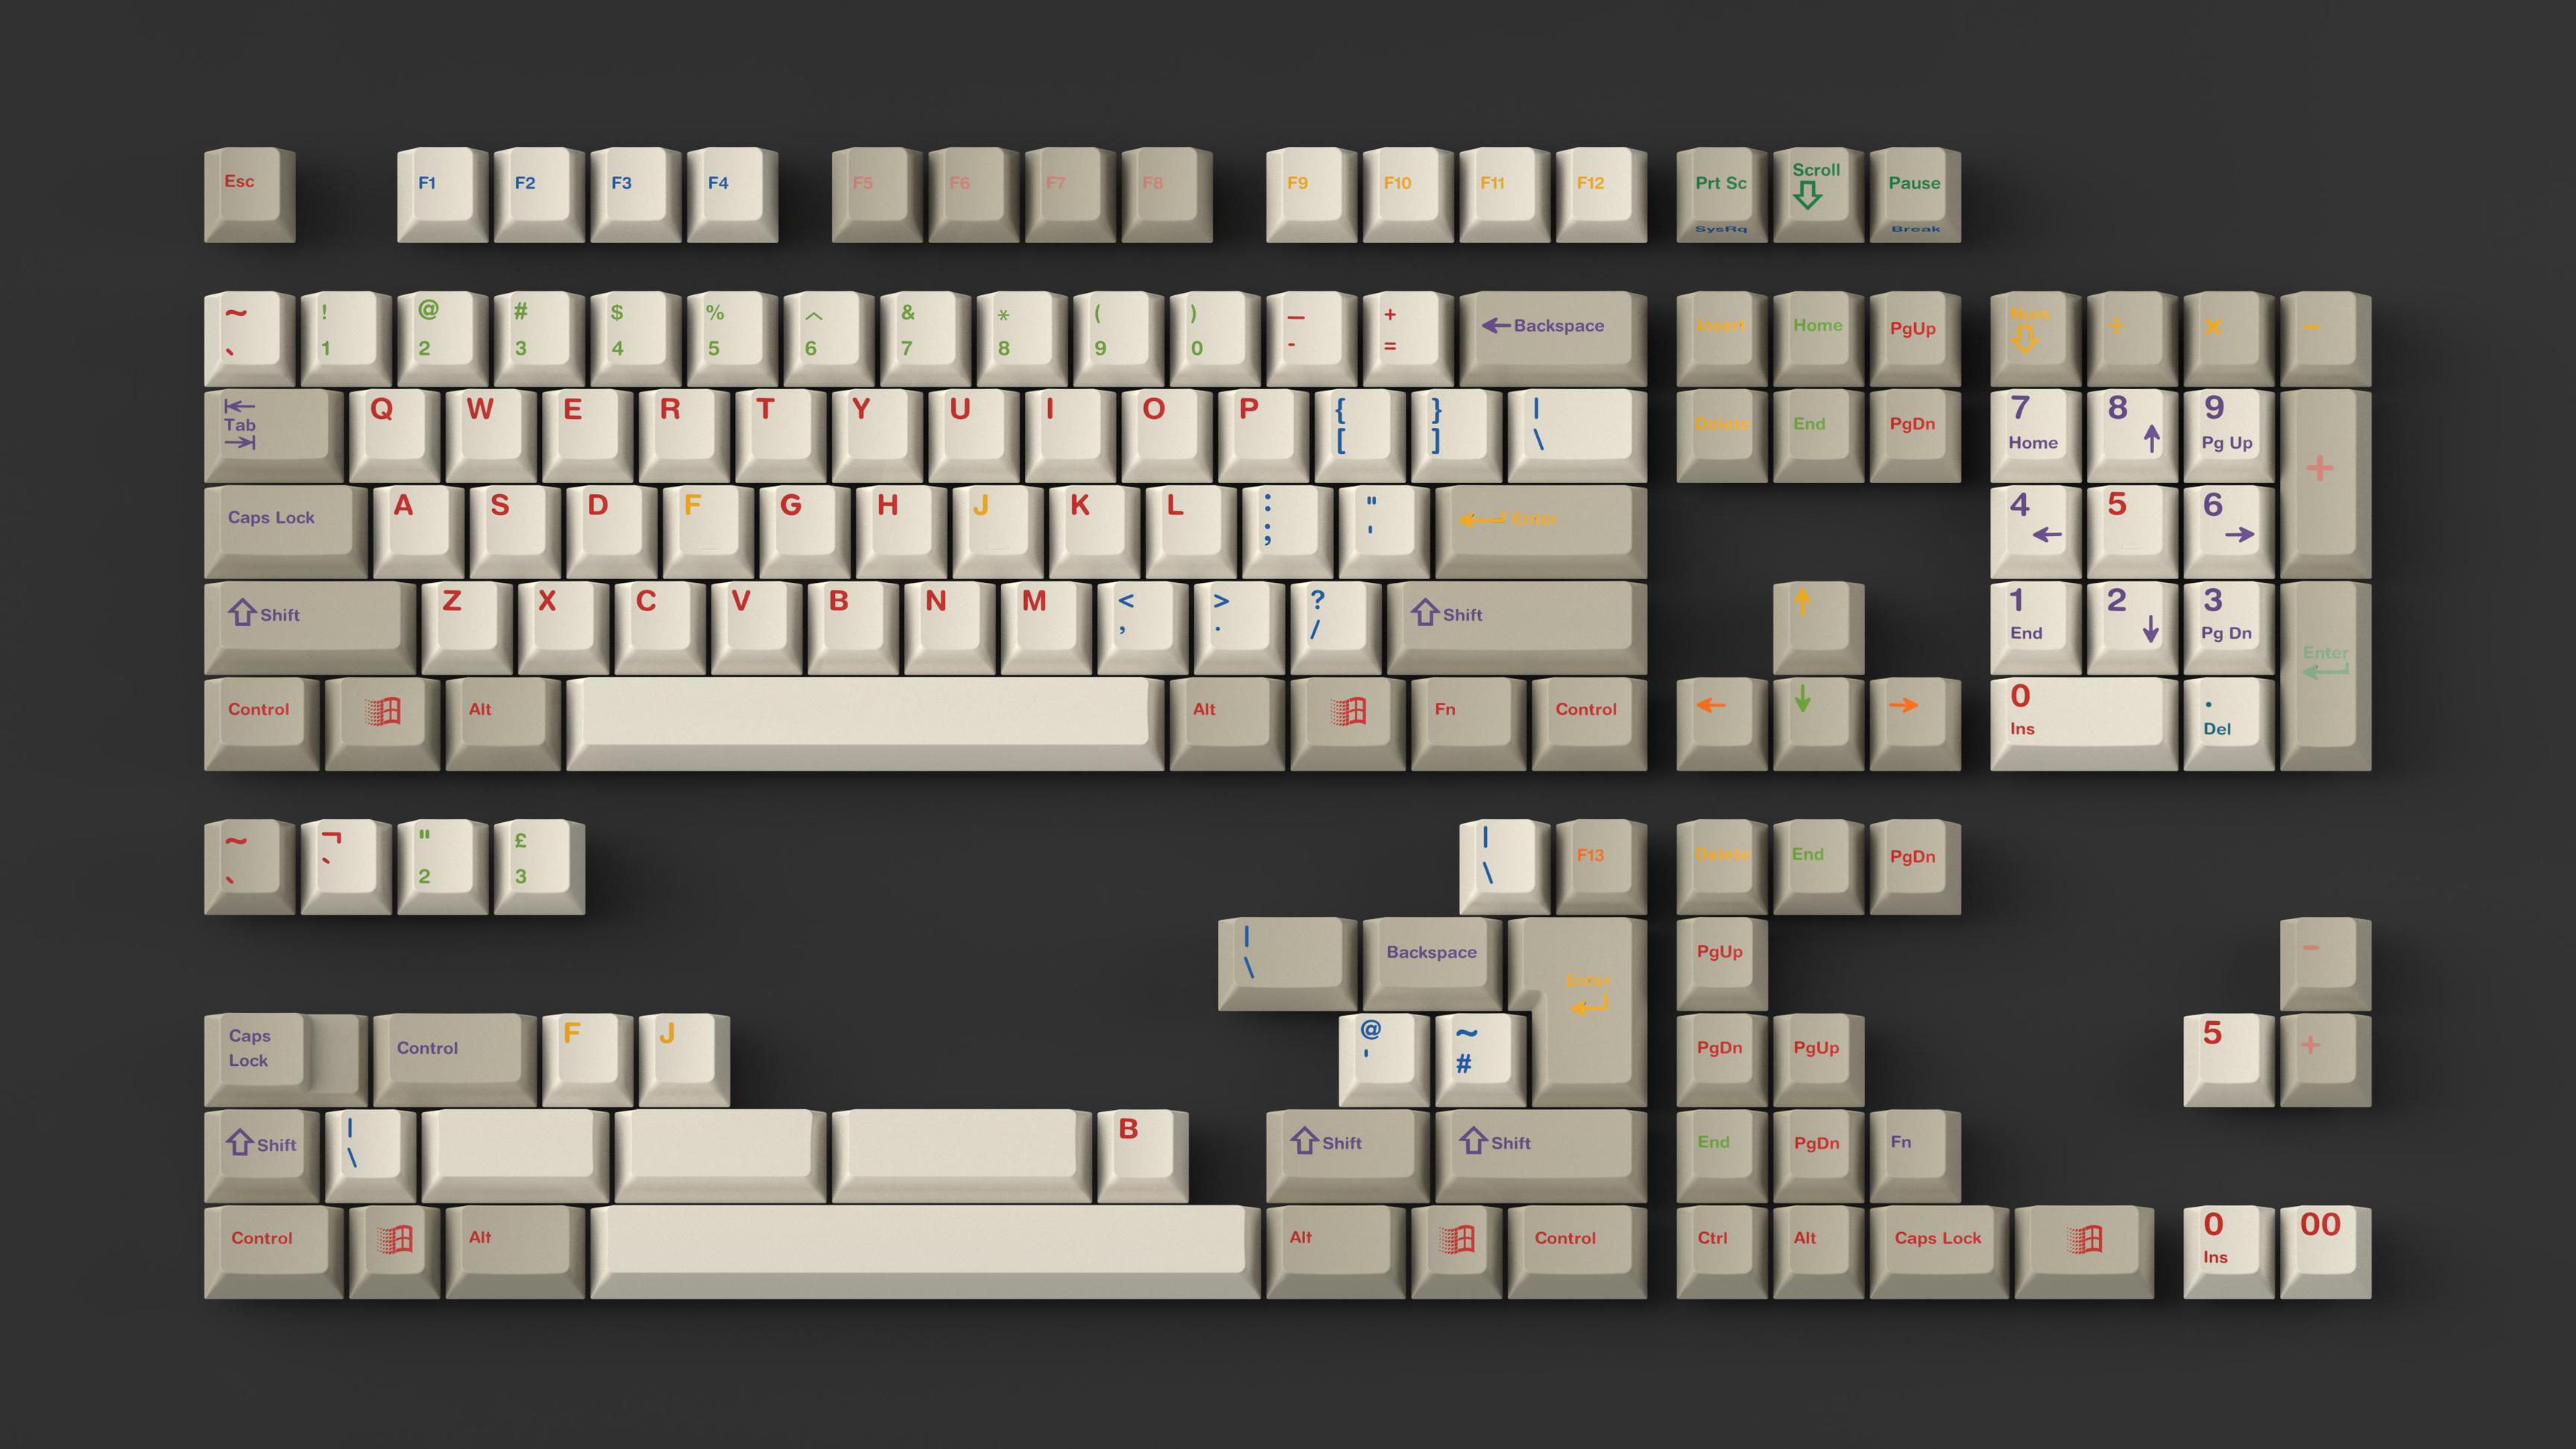 Esc F1 F2 F3 F4 F5 F6 F7 F8 F9 F10 F11 F12 Prt Sc Scroll Pause
SysRq Break
~ ! @ # $ % ^ & * ( ) — + ← Backspace Insert Home PgUp Num ÷ × −
` 1 2 3 4 5 6 7 8 9 0 - =
Tab Q W E R T Y U I O P { } | Delete End PgDn 7 8 9 +
[ ] \ Home ↑ Pg Up
Caps Lock A S D F G H J K L : " Enter 4 5 6
; ' ← →
Shift Z X C V B N M < > ? Shift ↑ 1 2 3 Enter
, . / End ↓ Pg Dn
Control Alt Alt Fn Control ← ↓ → 0 .
Ins Del
~ ¬ " £ | F13 Delete End PgDn
` ` 2 3 \
| Backspace Enter PgUp −
\
Caps Control F J @ ~ PgDn PgUp 5 +
Lock ' #
Shift | B Shift Shift End PgDn Fn
\
Control Alt Alt Control Ctrl Alt Caps Lock 0 00
Ins